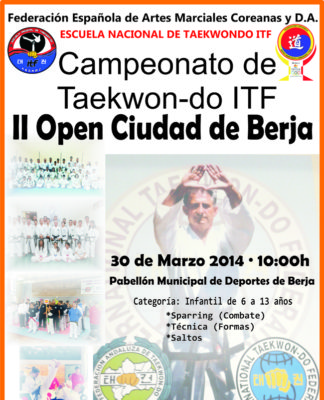 Federación Española de Artes Marciales Coreanas y D.A.
ESCUELA NACIONAL DE TAEKWONDO ITF
Campeonato de
Taekwon-do ITF
II Open Ciudad de Berja
30 de Marzo 2014 • 10:00h
Pabellón Municipal de Deportes de Berja
Categoría: Infantil de 6 a 13 años
*Sparring (Combate)
*Técnica (Formas)
*Saltos